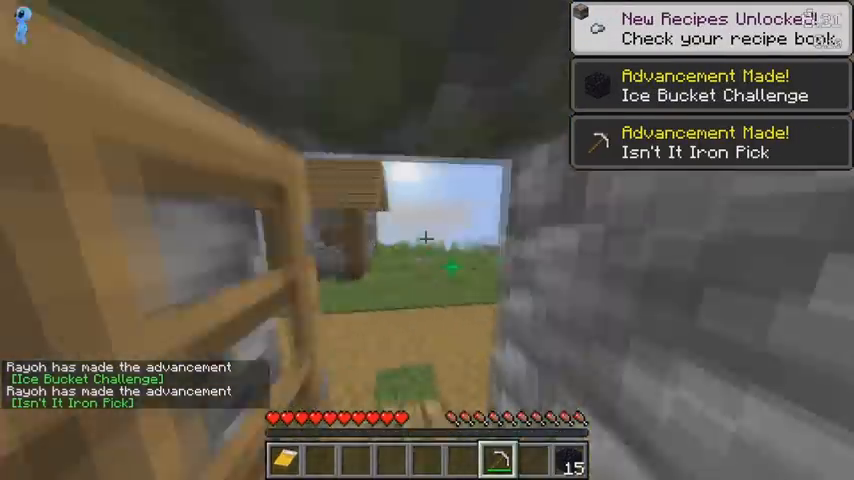 New Recipes Unlocked!
Check your recipe book
Advancement Made!
Ice Bucket Challenge
Advancement Made!
Isn't It Iron Pick
Rayoh has made the advancement
[Ice Bucket Challenge]
Rayoh has made the advancement
[Isn't It Iron Pick]
15